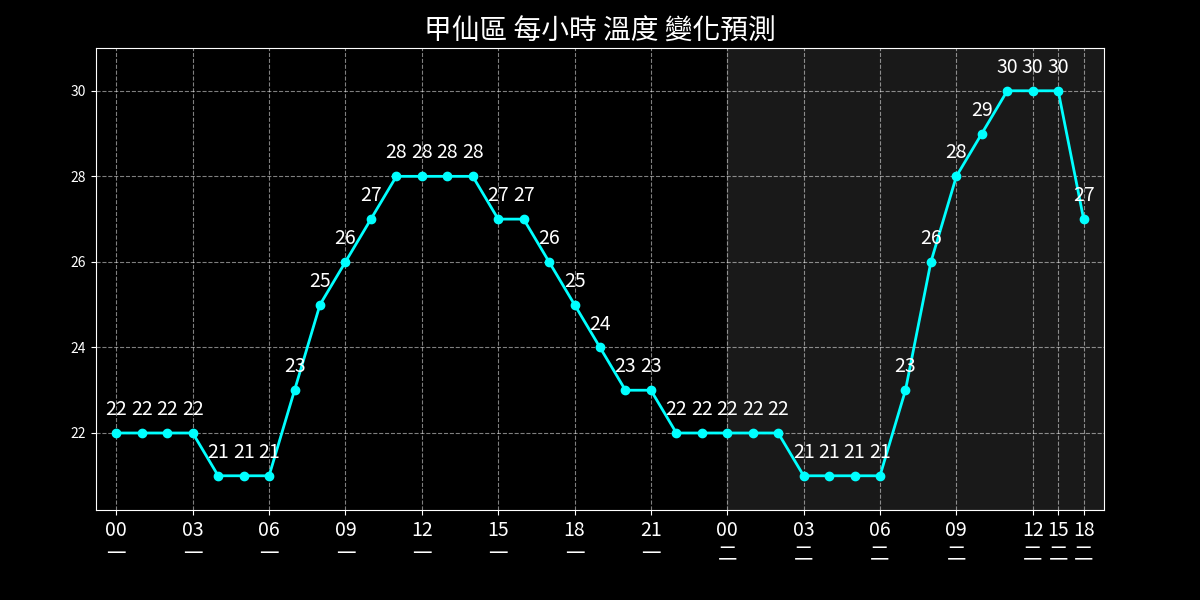 甲仙區 每小時 溫度 變化預測
30 30 30
30
29
28 28 28 28 28
28
27 27 27 27
26 26 26
26
25 25
24
24
23 23 23 23
22 22 22 22 22 22 22 22 22
22
21 21 21 21 21 21 21
00 03 06 09 12 15 18 21 00 03 06 09 12 15 18
一 一 一 一 一 一 一 一 二 二 二 二 二 二 二